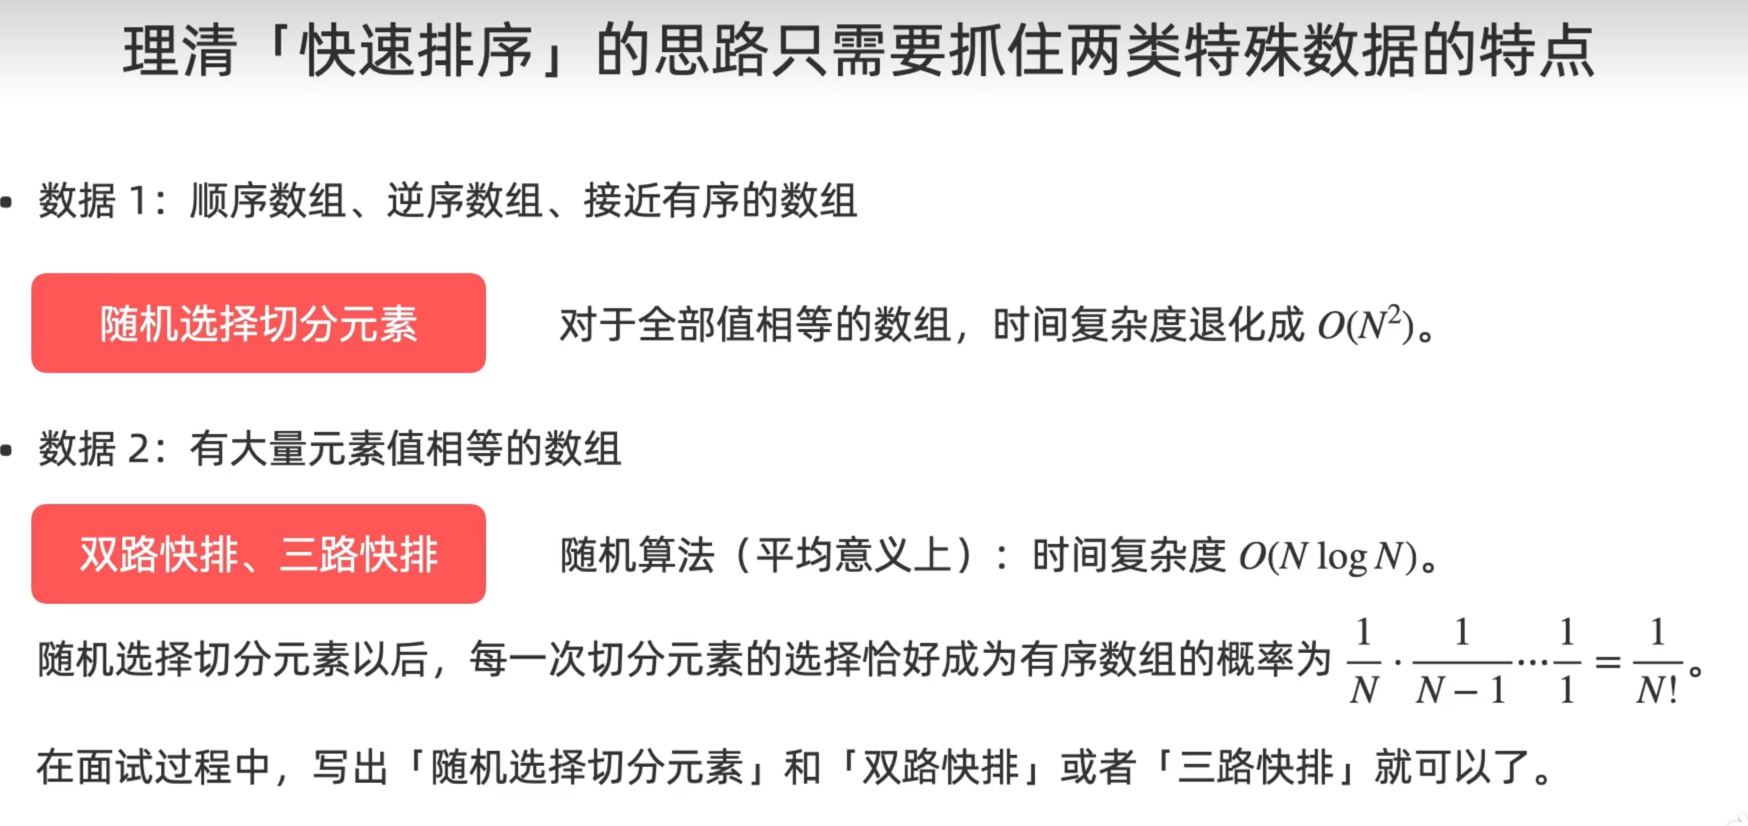 理清「快速排序」的思路只需要抓住两类特殊数据的特点
• 数据 1：顺序数组、逆序数组、接近有序的数组
随机选择切分元素
对于全部值相等的数组，时间复杂度退化成 O(N²)。
• 数据 2：有大量元素值相等的数组
双路快排、三路快排
随机算法（平均意义上）：时间复杂度 O(N log N)。
随机选择切分元素以后，每一次切分元素的选择恰好成为有序数组的概率为 1/N · 1/(N − 1) ··· 1/1 = 1/N!。
在面试过程中，写出「随机选择切分元素」和「双路快排」或者「三路快排」就可以了。